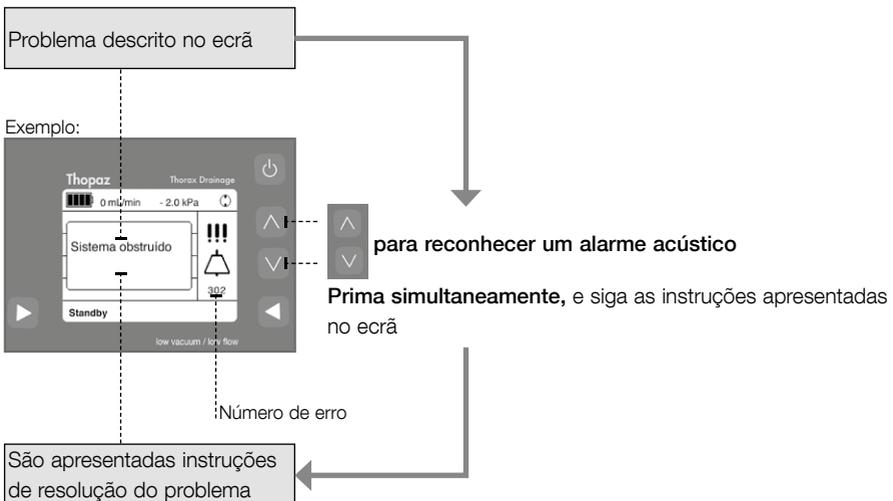 Problema descrito no ecrã
Exemplo:
Thopaz Thorax Drainage
0 mL/min - 2.0 kPa
Sistema obstruído
!!!
302
Standby
low vacuum / low flow
para reconhecer um alarme acústico
Prima simultaneamente, e siga as instruções apresentadas
no ecrã
Número de erro
São apresentadas instruções
de resolução do problema